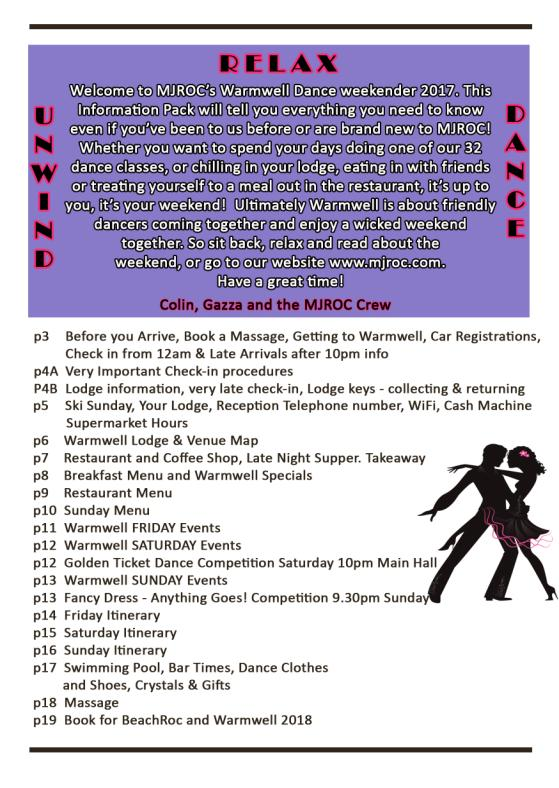 RELAX
UNWIND
DANCE
Welcome to MJROC's Warmwell Dance weekender 2017. This
Information Pack will tell you everything you need to know
even if you've been to us before or are brand new to MJROC!
Whether you want to spend your days doing one of our 32
dance classes, or chilling in your lodge, eating in with friends
or treating yourself to a meal out in the restaurant, it's up to
you, it's your weekend! Ultimately Warmwell is about friendly
dancers coming together and enjoy a wicked weekend
together. So sit back, relax and read about the
weekend, or go to our website www.mjroc.com.
Have a great time!
Colin, Gazza and the MJROC Crew
p3 Before you Arrive, Book a Massage, Getting to Warmwell, Car Registrations,
Check in from 12am & Late Arrivals after 10pm info
p4A Very Important Check-in procedures
P4B Lodge information, very late check-in, Lodge keys - collecting & returning
p5 Ski Sunday, Your Lodge, Reception Telephone number, WiFi, Cash Machine
Supermarket Hours
p6 Warmwell Lodge & Venue Map
p7 Restaurant and Coffee Shop, Late Night Supper. Takeaway
p8 Breakfast Menu and Warmwell Specials
p9 Restaurant Menu
p10 Sunday Menu
p11 Warmwell FRIDAY Events
p12 Warmwell SATURDAY Events
p12 Golden Ticket Dance Competition Saturday 10pm Main Hall
p13 Warmwell SUNDAY Events
p13 Fancy Dress - Anything Goes! Competition 9.30pm Sunday
p14 Friday Itinerary
p15 Saturday Itinerary
p16 Sunday Itinerary
p17 Swimming Pool, Bar Times, Dance Clothes
and Shoes, Crystals & Gifts
p18 Massage
p19 Book for BeachRoc and Warmwell 2018